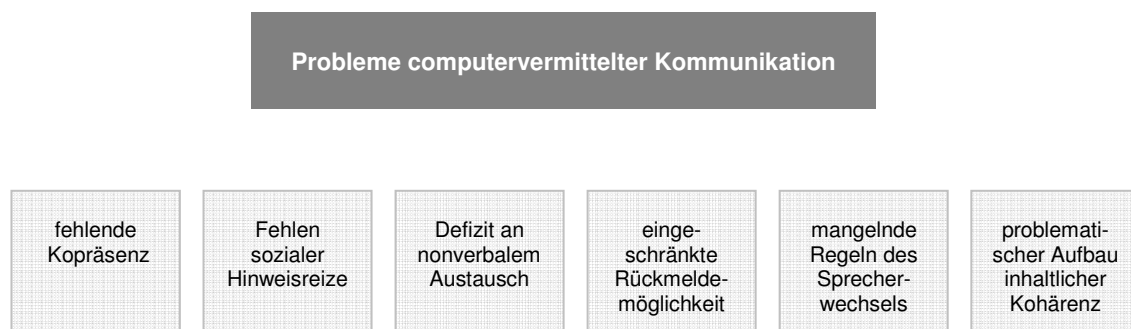 Probleme computervermittelter Kommunikation
fehlende
Kopräsenz
Fehlen
sozialer
Hinweisreize
Defizit an
nonverbalem
Austausch
einge-
schränkte
Rückmelde-
möglichkeit
mangelnde
Regeln des
Sprecher-
wechsels
problemati-
scher Aufbau
inhaltlicher
Kohärenz